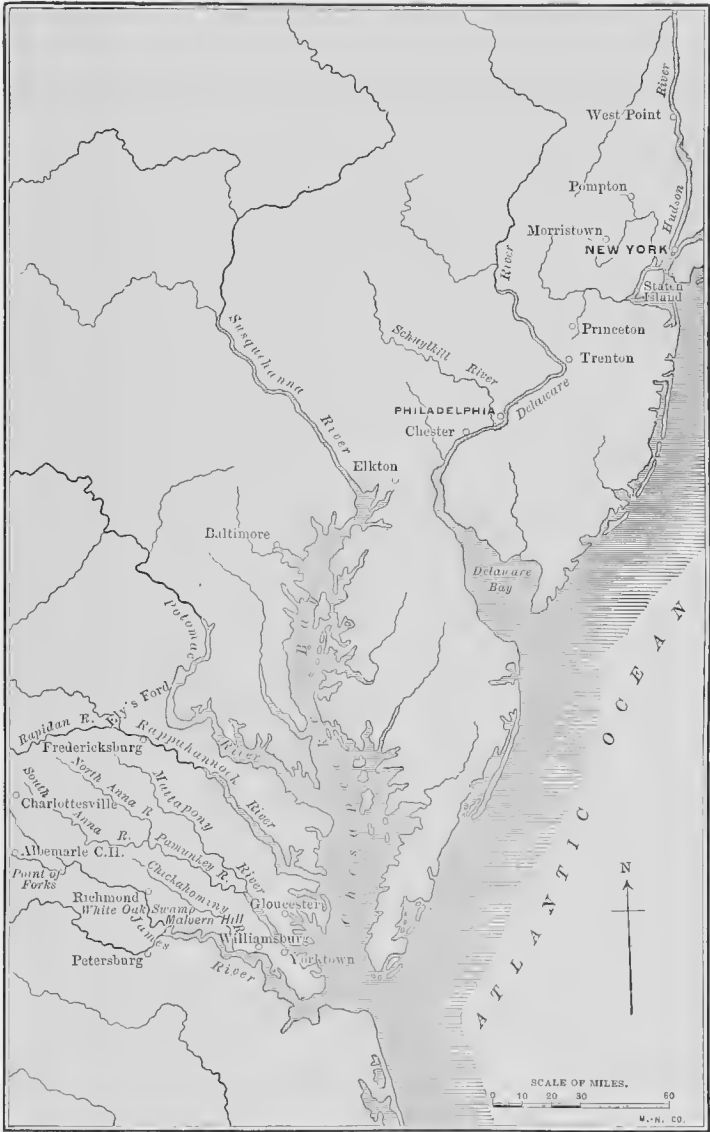 West Point
River
Pompton
Hudson
Morristown
NEW YORK
Staten
Island
River
Princeton
Trenton
Schuylkill River
Susquehanna River
PHILADELPHIA
Delaware
Chester
Elkton
Baltimore
Delaware
Bay
Potomac
River
Chesapeake Bay
ATLANTIC OCEAN
Ely's Ford
Rapidan R.
Rappahannock River
Fredericksburg
North Anna R
Mattapony River
South Anna R.
Charlottesville
Pamunkey R.
Albemarle C.H.
Chickahominy R.
Point of
Forks
Richmond
Gloucester
White Oak Swamp
Malvern Hill
Williamsburg
James River
Yorktown
Petersburg
N
SCALE OF MILES.
0 10 20 30 60
M.-N. CO.